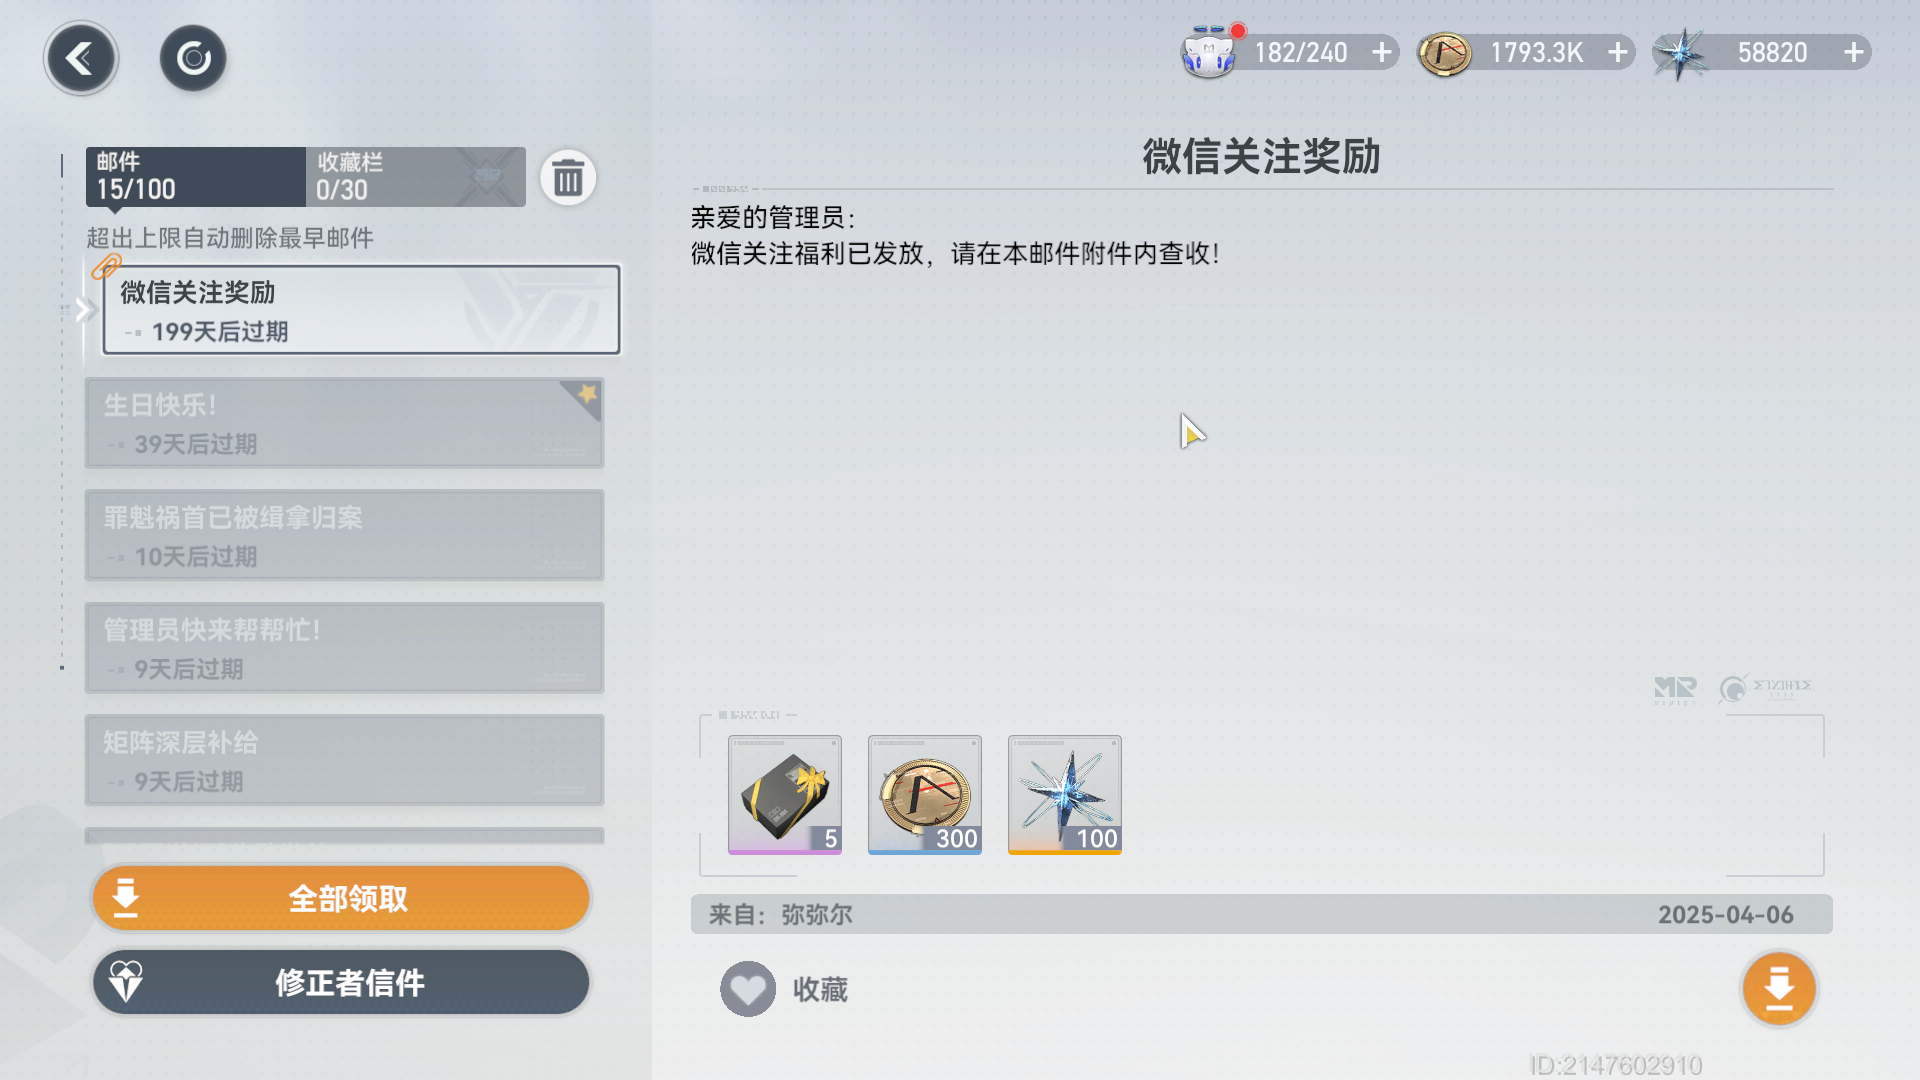 182/240
1793.3K
58820
邮件
15/100
收藏栏
0/30
超出上限自动删除最早邮件
微信关注奖励
199天后过期
生日快乐！
39天后过期
罪魁祸首已被缉拿归案
10天后过期
管理员快来帮帮忙！
9天后过期
矩阵深层补给
9天后过期
全部领取
修正者信件
微信关注奖励
亲爱的管理员：
微信关注福利已发放，请在本邮件附件内查收！
5
300
100
来自：弥弥尔
2025-04-06
收藏
ID:2147602910